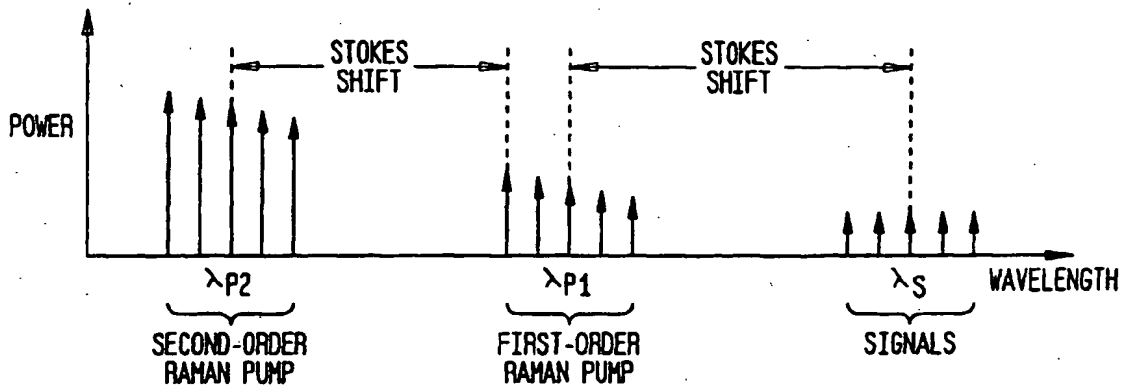 STOKES
SHIFT
STOKES
SHIFT
POWER
λP2
λP1
λS
WAVELENGTH
SECOND-ORDER
RAMAN PUMP
FIRST-ORDER
RAMAN PUMP
SIGNALS